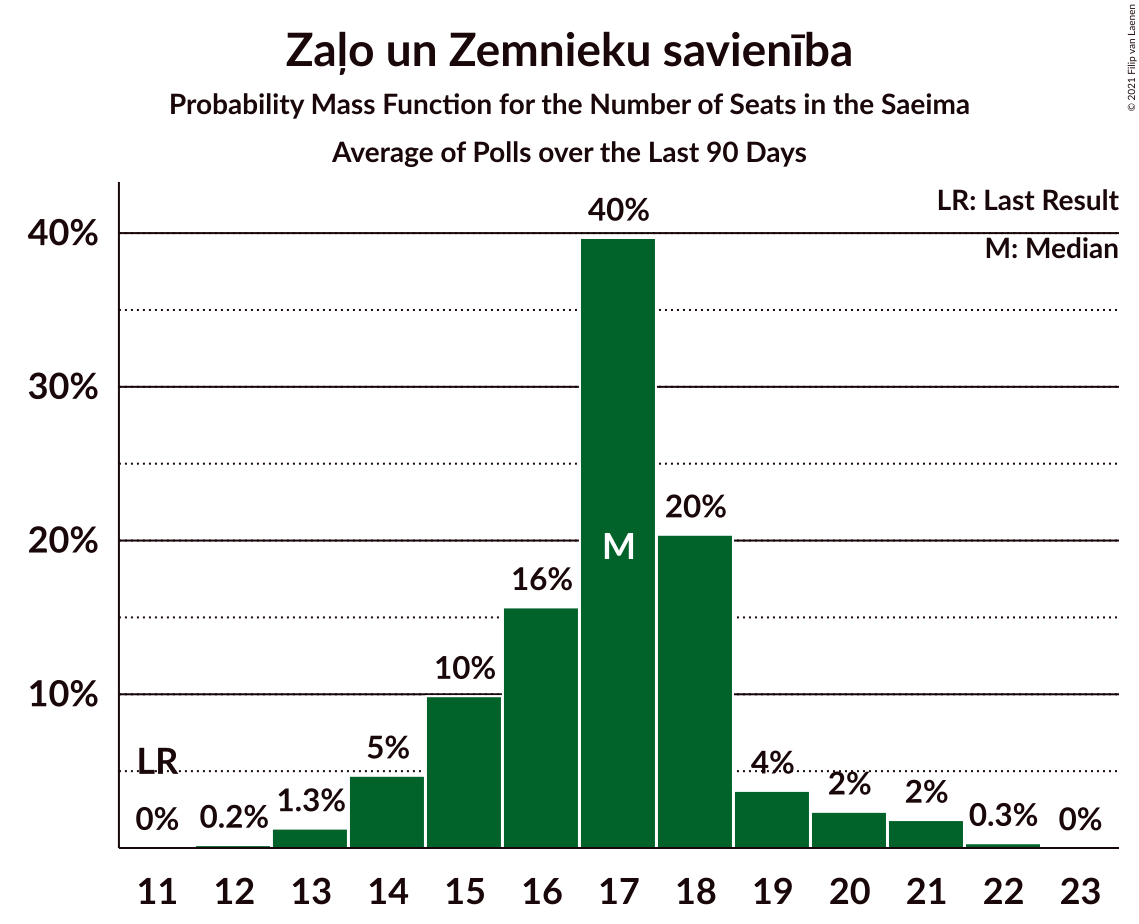 Zaļo un Zemnieku savienība
Probability Mass Function for the Number of Seats in the Saeima
Average of Polls over the Last 90 Days
© 2021 Filip van Laenen
LR: Last Result
M: Median
40%
30%
20%
10%
LR
0%
0.2%
1.3%
5%
10%
16%
40%
M
20%
4%
2%
2%
0.3%
0%
11 12 13 14 15 16 17 18 19 20 21 22 23